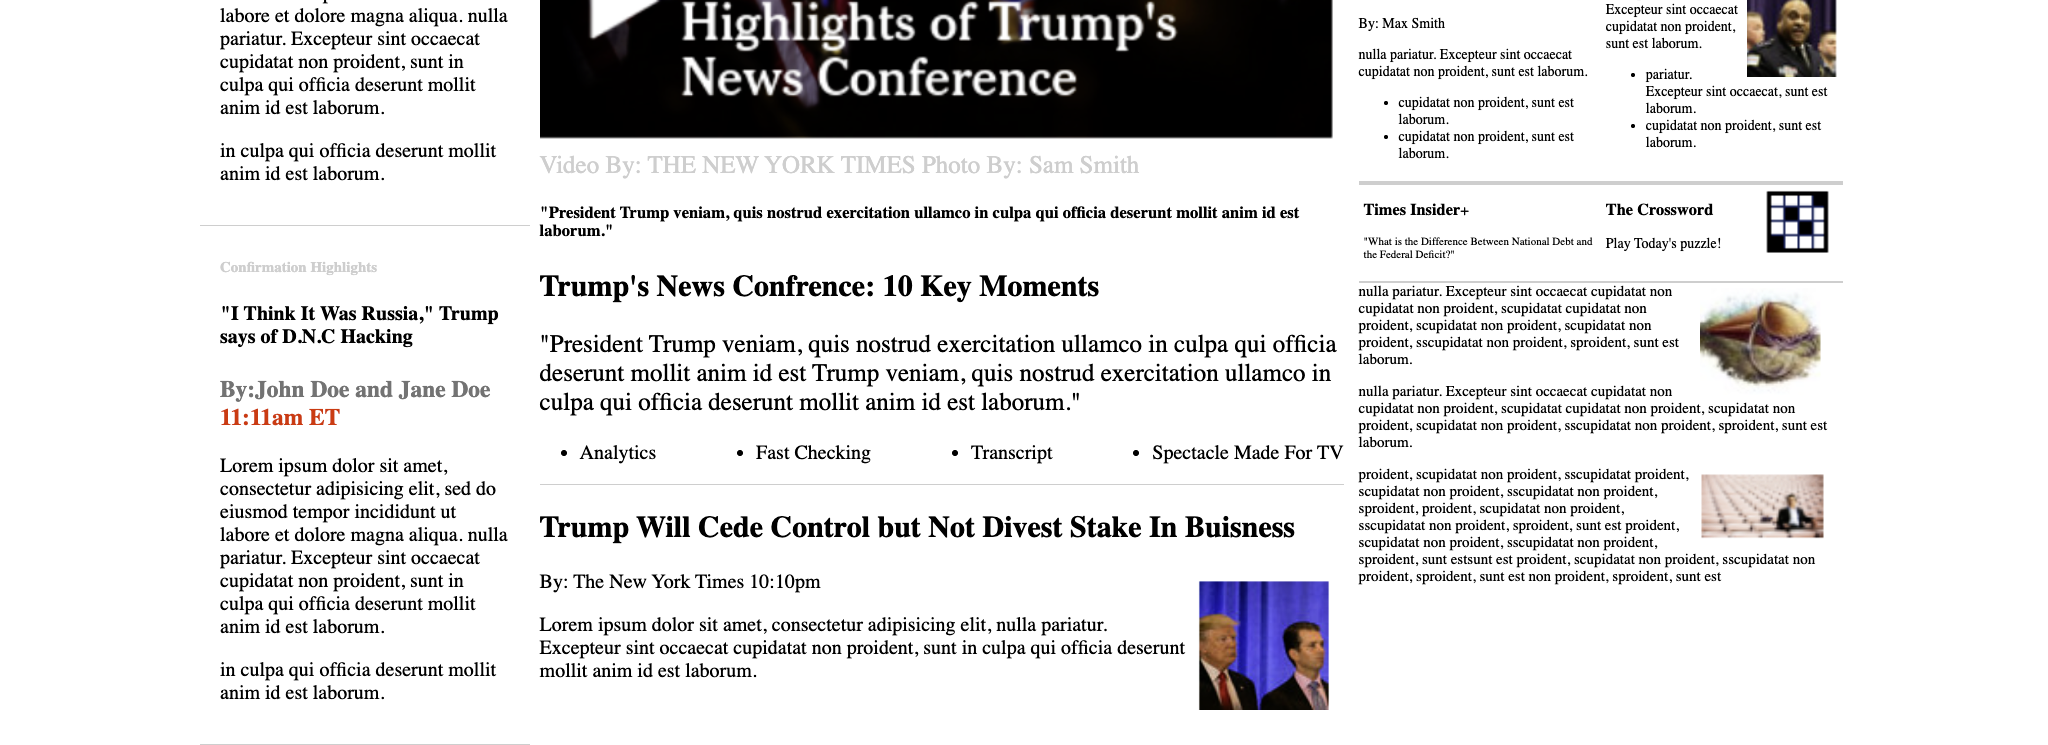 labore et dolore magna aliqua. nulla
pariatur. Excepteur sint occaecat
cupidatat non proident, sunt in
culpa qui officia deserunt mollit
anim id est laborum.
in culpa qui officia deserunt mollit
anim id est laborum.
Confirmation Highlights
"I Think It Was Russia," Trump
says of D.N.C Hacking
By:John Doe and Jane Doe
11:11am ET
Lorem ipsum dolor sit amet,
consectetur adipisicing elit, sed do
eiusmod tempor incididunt ut
labore et dolore magna aliqua. nulla
pariatur. Excepteur sint occaecat
cupidatat non proident, sunt in
culpa qui officia deserunt mollit
anim id est laborum.
in culpa qui officia deserunt mollit
anim id est laborum.
Highlights of Trump's
News Conference
Video By: THE NEW YORK TIMES Photo By: Sam Smith
"President Trump veniam, quis nostrud exercitation ullamco in culpa qui officia deserunt mollit anim id est
laborum."
Trump's News Confrence: 10 Key Moments
"President Trump veniam, quis nostrud exercitation ullamco in culpa qui officia
deserunt mollit anim id est Trump veniam, quis nostrud exercitation ullamco in
culpa qui officia deserunt mollit anim id est laborum."
• Analytics • Fast Checking • Transcript • Spectacle Made For TV
Trump Will Cede Control but Not Divest Stake In Buisness
By: The New York Times 10:10pm
Lorem ipsum dolor sit amet, consectetur adipisicing elit, nulla pariatur.
Excepteur sint occaecat cupidatat non proident, sunt in culpa qui officia deserunt
mollit anim id est laborum.
By: Max Smith
nulla pariatur. Excepteur sint occaecat
cupidatat non proident, sunt est laborum.
• cupidatat non proident, sunt est
laborum.
• cupidatat non proident, sunt est
laborum.
Excepteur sint occaecat
cupidatat non proident,
sunt est laborum.
• pariatur.
Excepteur sint occaecat, sunt est
laborum.
• cupidatat non proident, sunt est
laborum.
Times Insider+
"What is the Difference Between National Debt and
the Federal Deficit?"
The Crossword
Play Today's puzzle!
nulla pariatur. Excepteur sint occaecat cupidatat non
cupidatat non proident, scupidatat cupidatat non
proident, scupidatat non proident, scupidatat non
proident, sscupidatat non proident, sproident, sunt est
laborum.
nulla pariatur. Excepteur sint occaecat cupidatat non
cupidatat non proident, scupidatat cupidatat non proident, scupidatat non
proident, scupidatat non proident, sscupidatat non proident, sproident, sunt est
laborum.
proident, scupidatat non proident, sscupidatat proident,
scupidatat non proident, sscupidatat non proident,
sproident, proident, scupidatat non proident,
sscupidatat non proident, sproident, sunt est proident,
scupidatat non proident, sscupidatat non proident,
sproident, sunt estsunt est proident, scupidatat non proident, sscupidatat non
proident, sproident, sunt est non proident, sproident, sunt est